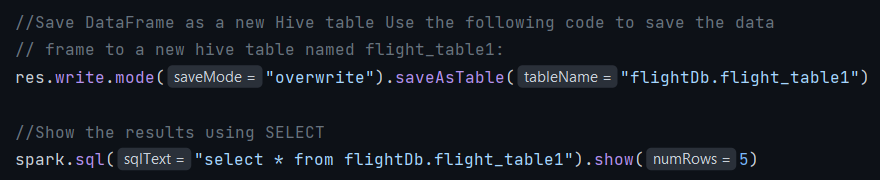 //Save DataFrame as a new Hive table Use the following code to save the data
// frame to a new hive table named flight_table1:
res.write.mode( saveMode = "overwrite").saveAsTable( tableName = "flightDb.flight_table1")
//Show the results using SELECT
spark.sql( sqlText = "select * from flightDb.flight_table1").show( numRows = 5)